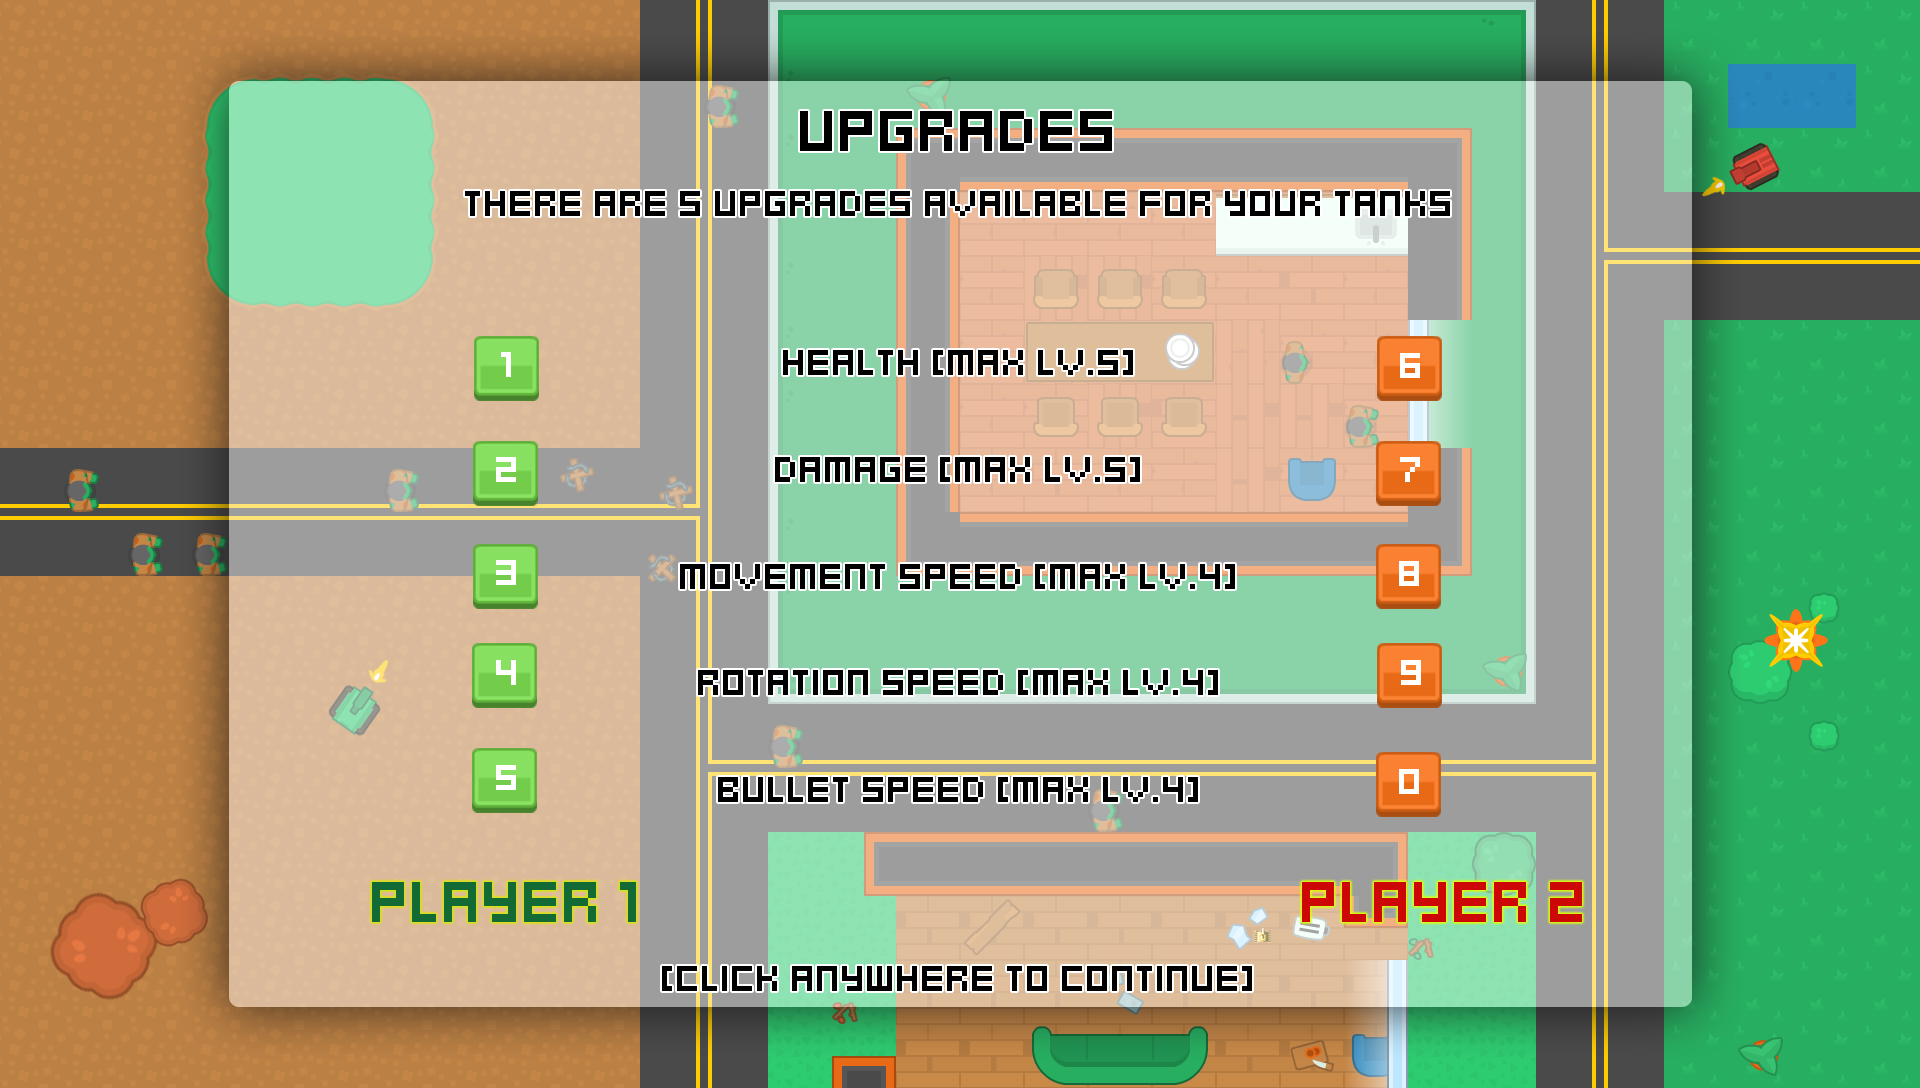 UPGRADES
THERE ARE 5 UPGRADES AVAILABLE FOR YOUR TANKS
1 HEALTH [MAX LV.5] 6
2 DAMAGE [MAX LV.5] 7
3 MOVEMENT SPEED [MAX LV.4] 8
4 ROTATION SPEED [MAX LV.4] 9
5 BULLET SPEED [MAX LV.4] 0
PLAYER 1 PLAYER 2
[CLICK ANYWHERE TO CONTINUE]